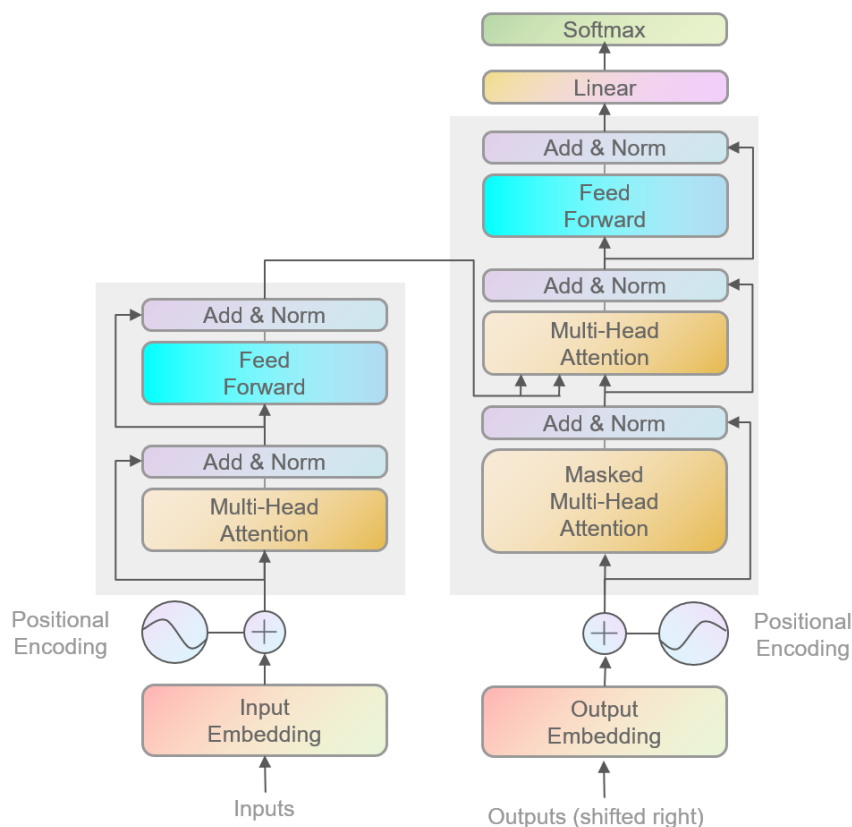 Softmax
Linear
Add & Norm
Feed
Forward
Add & Norm
Multi-Head
Attention
Add & Norm
Masked
Multi-Head
Attention
Positional
Encoding
Output
Embedding
Outputs (shifted right)
Add & Norm
Feed
Forward
Add & Norm
Multi-Head
Attention
Positional
Encoding
Input
Embedding
Inputs